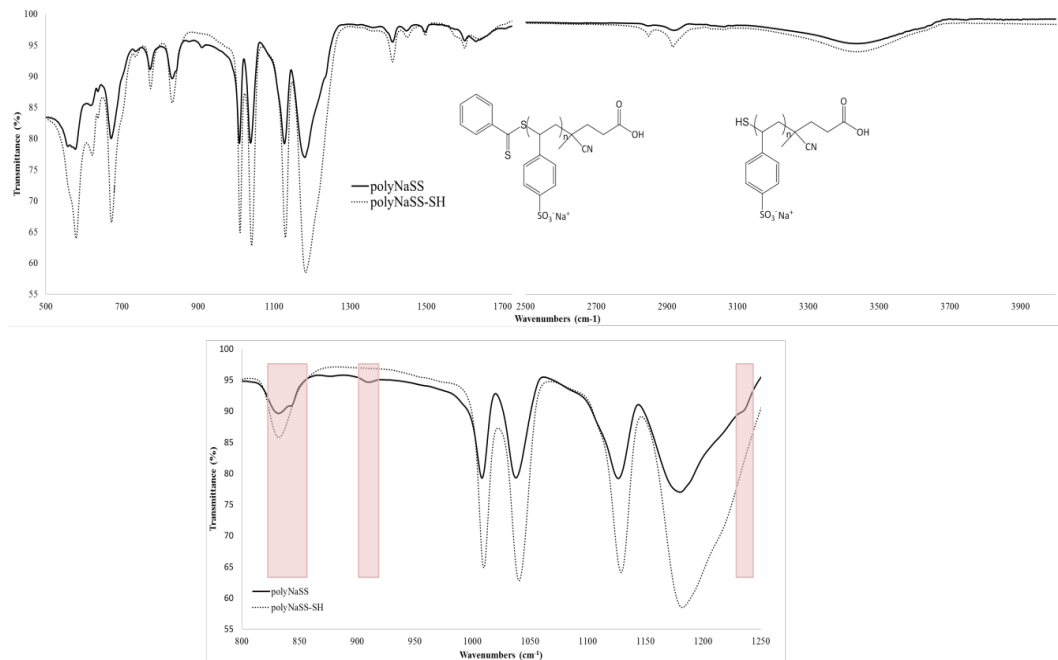 100
95
90
85
80
75
70
65
60
55
Transmittance (%)
500
700
900
1100
1300
1500
1700
2500
2700
2900
3100
3300
3500
3700
3900
Wavenumbers (cm-1)
polyNaSS
polyNaSS-SH
S
S
n
CN
O
OH
SO3-Na+
HS
n
CN
O
OH
SO3-Na+
100
95
90
85
80
75
70
65
60
55
Transmittance (%)
polyNaSS
polyNaSS-SH
800
850
900
950
1000
1050
1100
1150
1200
1250
Wavenumbers (cm-1)